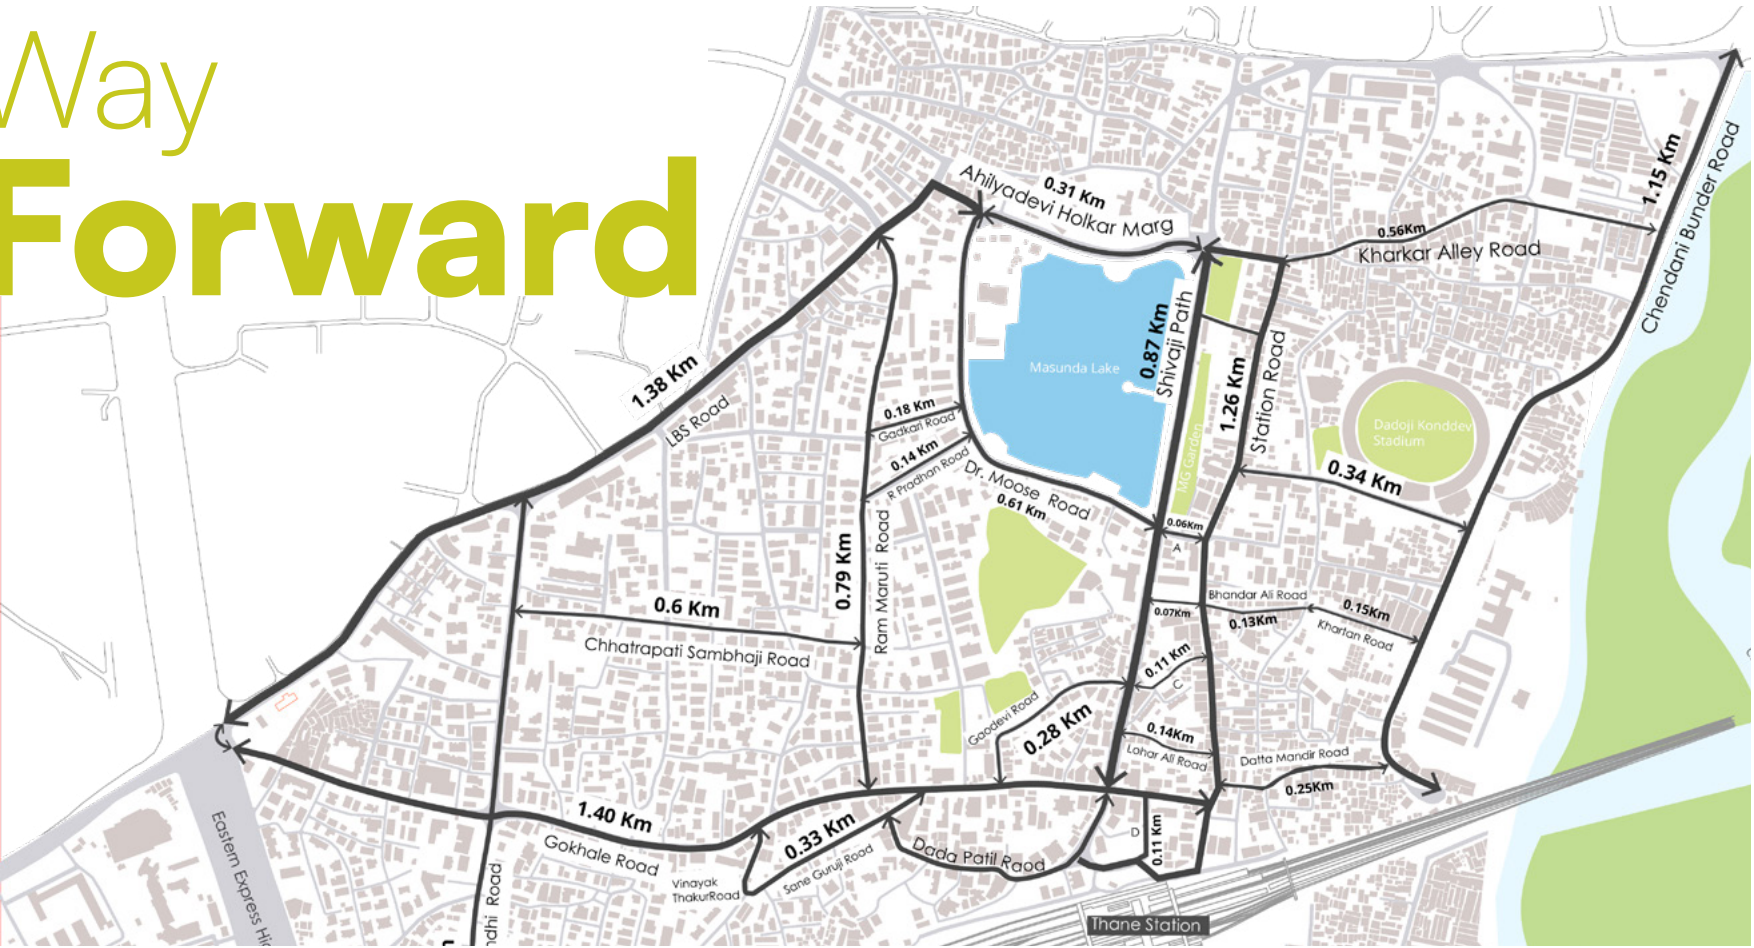 Way
Forward
Ahilyadevi Holkar Marg
0.31 Km
1.15 Km
Chendani Bunder Road
0.56Km
Kharkar Alley Road
0.87 Km
Shivaji Path
Masunda Lake
1.38 Km
LBS Road
1.26 Km
Station Road
MG Garden
Dadoji Konddev
Stadium
0.18 Km
Gadkari Road
0.14 Km
R Pradhan Road
Dr. Moose Road
0.61 Km
0.34 Km
0.06Km
A
0.79 Km
Ram Maruti Road
0.6 Km
Chhatrapati Sambhaji Road
0.07Km
Bhandar Ali Road
0.13Km
0.15Km
Khartan Road
0.11 Km
C
Gaodevi Road
0.28 Km
0.14Km
Lohar Ali Road
Datta Mandir Road
0.25Km
1.40 Km
Gokhale Road
0.33 Km
Sane Guruji Road
Vinayak
ThakurRoad
Dada Patil Raod
D
0.11 Km
Eastern Express
Road
Thane Station